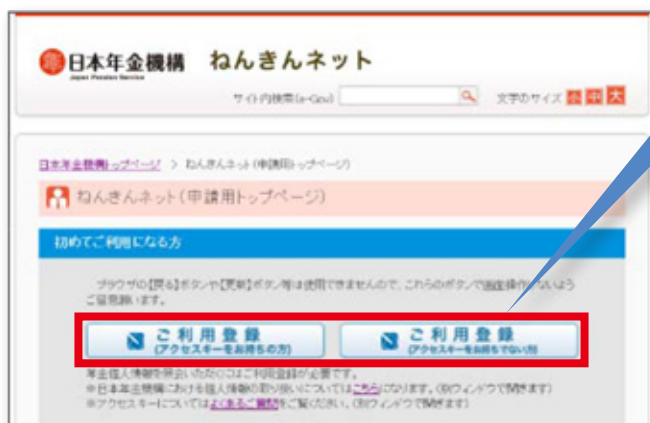 日本年金機構 ねんきんネット
Japan Pension Service
サイト内検索(e-Gov) 文字のサイズ 小 中 大
日本年金機構トップページ > ねんきんネット(申請用トップページ)
ねんきんネット(申請用トップページ)
初めてご利用になる方
ブラウザの【戻る】ボタンや【更新】ボタン等は使用できませんので、これらのボタンで画面操作 ないよう
ご留意願います。
ご利用登録 ご利用登録
(アクセスキーをお持ちの方) (アクセスキーをお持ちでない方)
年金個人情報を照会いただくにはご利用登録が必要です。
※日本年金機構における個人情報の取り扱いについてはこちらになります。(別ウィンドウで開きます)
※アクセスキーについてはよくあるご質問をご覧ください。(別ウィンドウで開きます)